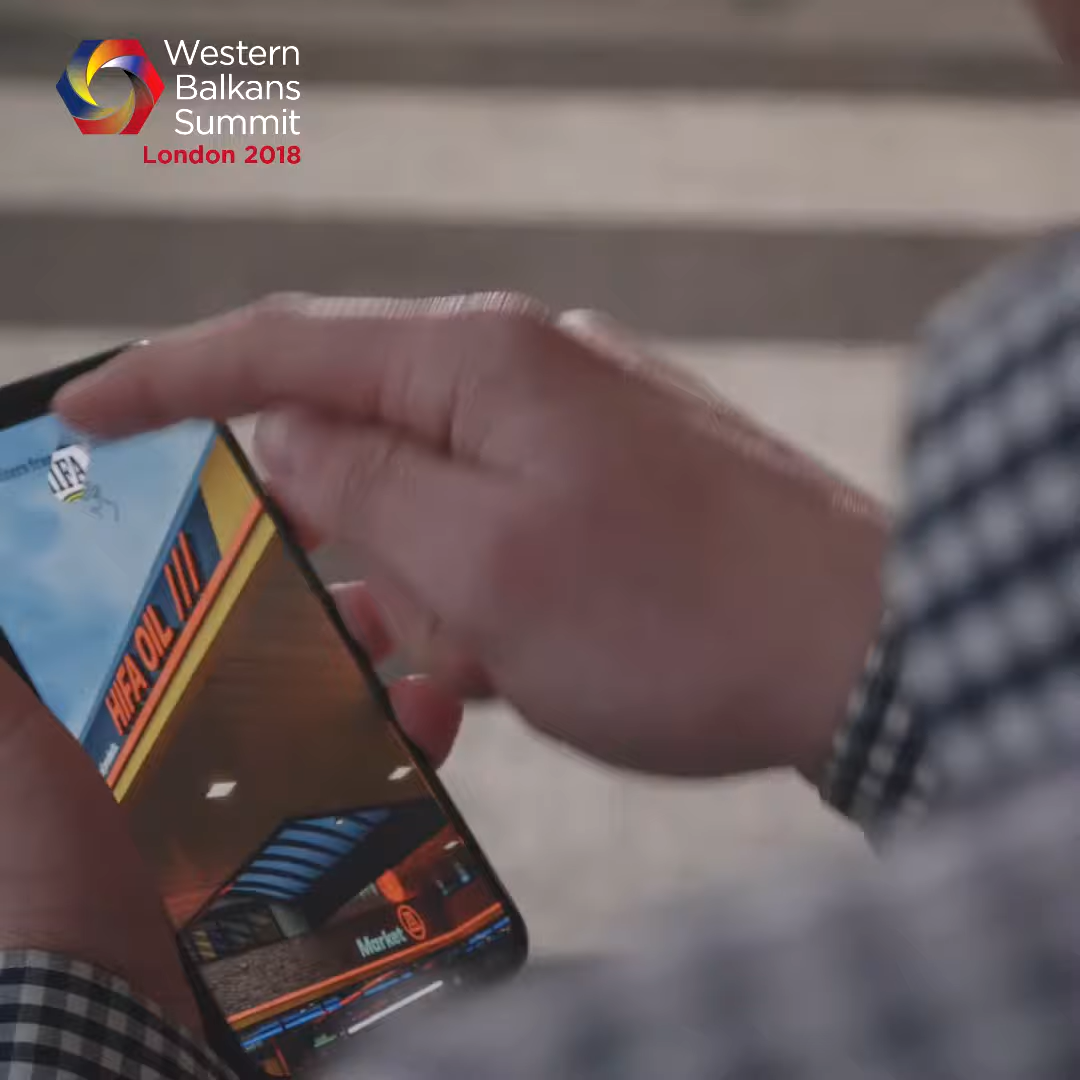 Western
Balkans
Summit
London 2018
HIFA
HIFA OIL ///
Market